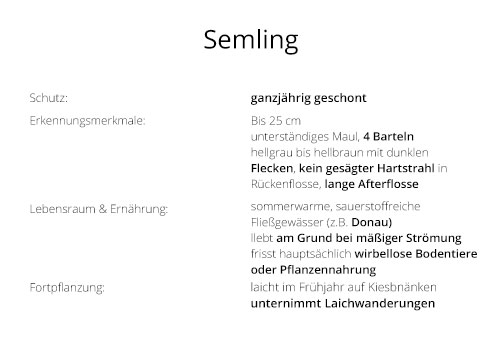 Semling
Schutz: ganzjährig geschont
Erkennungsmerkmale: Bis 25 cm
unterständiges Maul, 4 Barteln
hellgrau bis hellbraun mit dunklen
Flecken, kein gesägter Hartstrahl in
Rückenflosse, lange Afterflosse
Lebensraum & Ernährung: sommerwarme, sauerstoffreiche
Fließgewässer (z.B. Donau)
llebt am Grund bei mäßiger Strömung
frisst hauptsächlich wirbellose Bodentiere
oder Pflanzennahrung
Fortpflanzung: laicht im Frühjahr auf Kiesbnänken
unternimmt Laichwanderungen